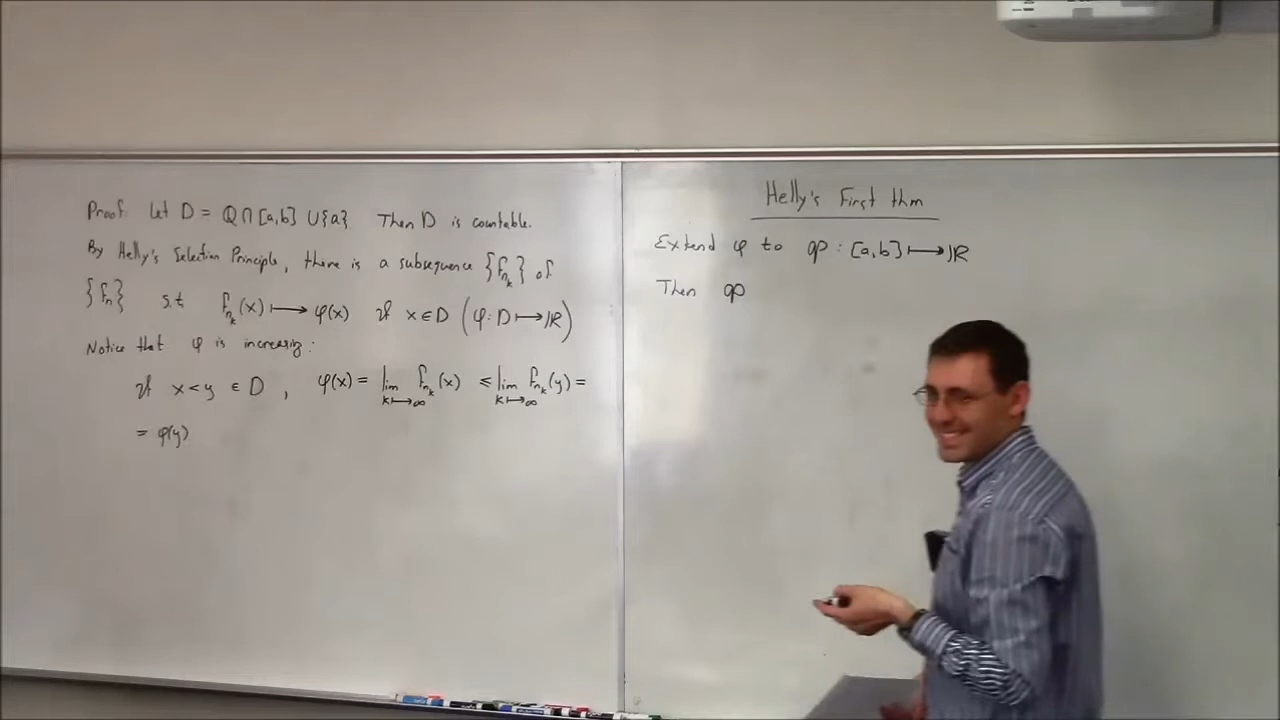 Proof: Let D = Q∩[a,b] ∪{a} Then D is countable.
By Helly's Selection Principle, there is a subsequence {f_{n_k}} of
{f_n} s.t f_{n_k}(x) ⟼ φ(x) if x∈D (φ: D⟼ℝ)
Notice that φ is increasing:
if x<y ∈ D , φ(x) = lim_{k⟼∞} f_{n_k}(x) ≤ lim_{k⟼∞} f_{n_k}(y) =
= φ(y)
Helly's First thm
Extend φ to φ : [a,b]⟼ℝ
Then φ